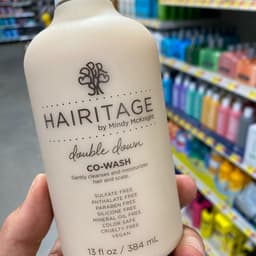 HAIRITAGE
by Mindy McKnight
double down
CO-WASH
Gently cleanses and moisturizes
hair and scalp.
SULFATE FREE
PHTHALATE FREE
PARABEN FREE
SILICONE FREE
MINERAL OIL FREE
COLOR SAFE
CRUELTY FREE
VEGAN
13 fl oz / 384 mL